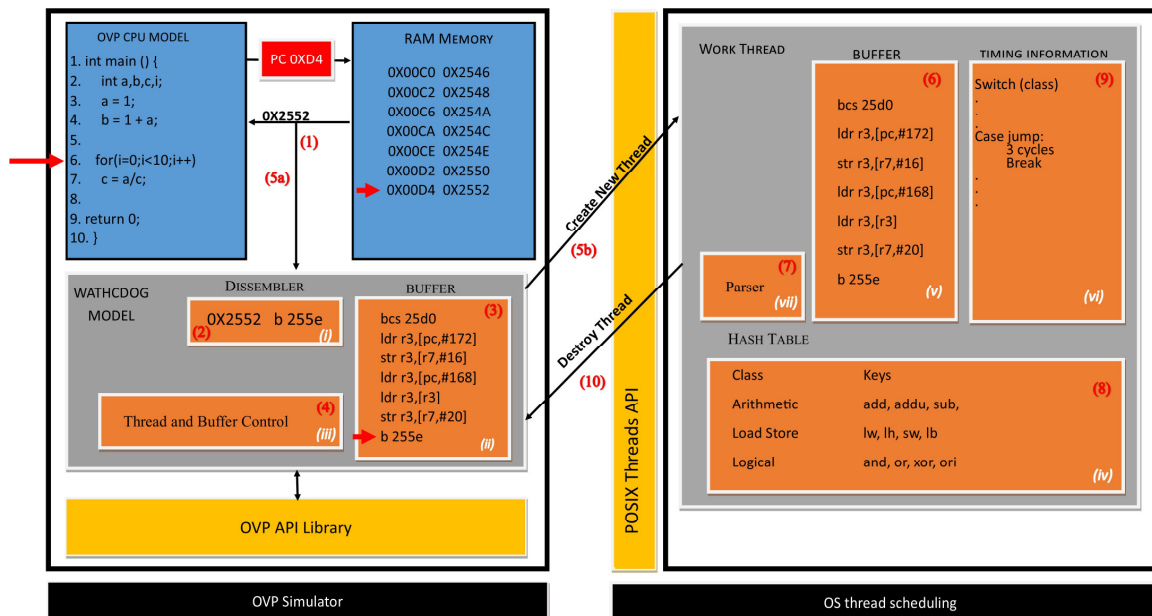 OVP CPU MODEL
1. int main () {
2. int a,b,c,i;
3. a = 1;
4. b = 1 + a;
5.
6. for(i=0;i<10;i++)
7. c = a/c;
8.
9. return 0;
10. }
PC 0XD4
0X2552
(1)
(5a)
RAM MEMORY
0X00C0 0X2546
0X00C2 0X2548
0X00C6 0X254A
0X00CA 0X254C
0X00CE 0X254E
0X00D2 0X2550
0X00D4 0X2552
WATHCDOG
MODEL
DISSEMBLER
0X2552 b 255e
(2)
(i)
Thread and Buffer Control
(4)
(iii)
BUFFER
(3)
bcs 25d0
ldr r3,[pc,#172]
str r3,[r7,#16]
ldr r3,[pc,#168]
ldr r3,[r3]
str r3,[r7,#20]
b 255e
(ii)
OVP API Library
OVP Simulator
Create New Thread
(5b)
Destroy Thread
(10)
POSIX Threads API
WORK THREAD
BUFFER
(6)
bcs 25d0
ldr r3,[pc,#172]
str r3,[r7,#16]
ldr r3,[pc,#168]
ldr r3,[r3]
str r3,[r7,#20]
b 255e
(v)
TIMING INFORMATION
(9)
Switch (class)
.
.
.
Case jump:
3 cycles
Break
.
.
.
(vi)
(7)
Parser
(vii)
HASH TABLE
Class Keys
(8)
Arithmetic add, addu, sub,
Load Store lw, lh, sw, lb
Logical and, or, xor, ori
(iv)
OS thread scheduling